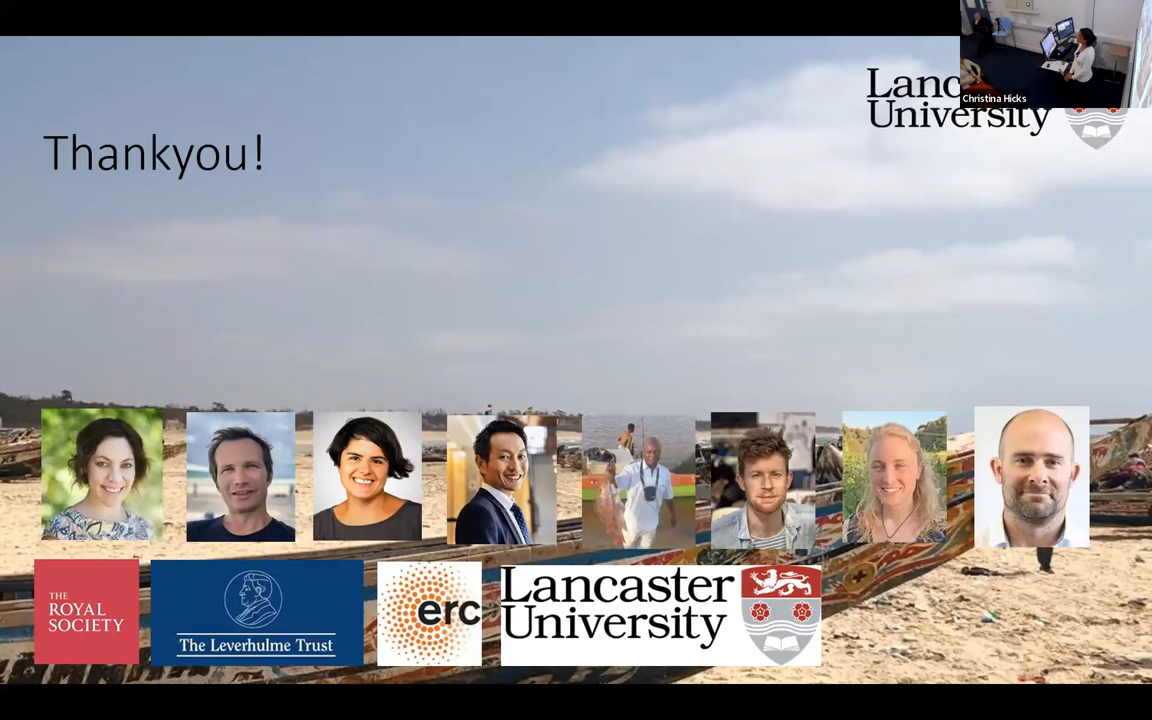 Lanc
University
Christina Hicks
Thankyou!
THE
ROYAL
SOCIETY
The Leverhulme Trust
erc
Lancaster
University